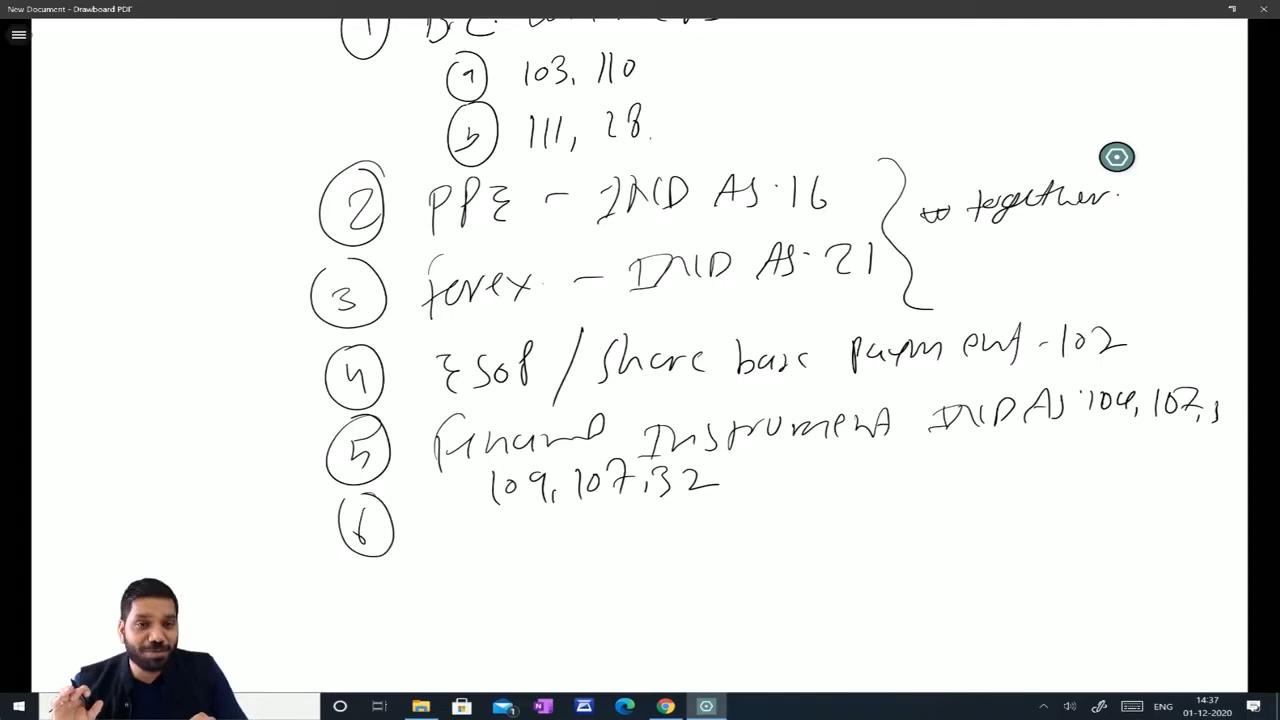 New Document - Drawboard PDF
1
a 103, 110
b 111, 28.
2 PPE - IND AS. 16
together.
3 Forex - IND AS. 21
4 ESOP / Share base payment - 102
5 Instrument IND AS. 104, 107,
109, 107, 32
6
ENG
14:37
01-12-2020